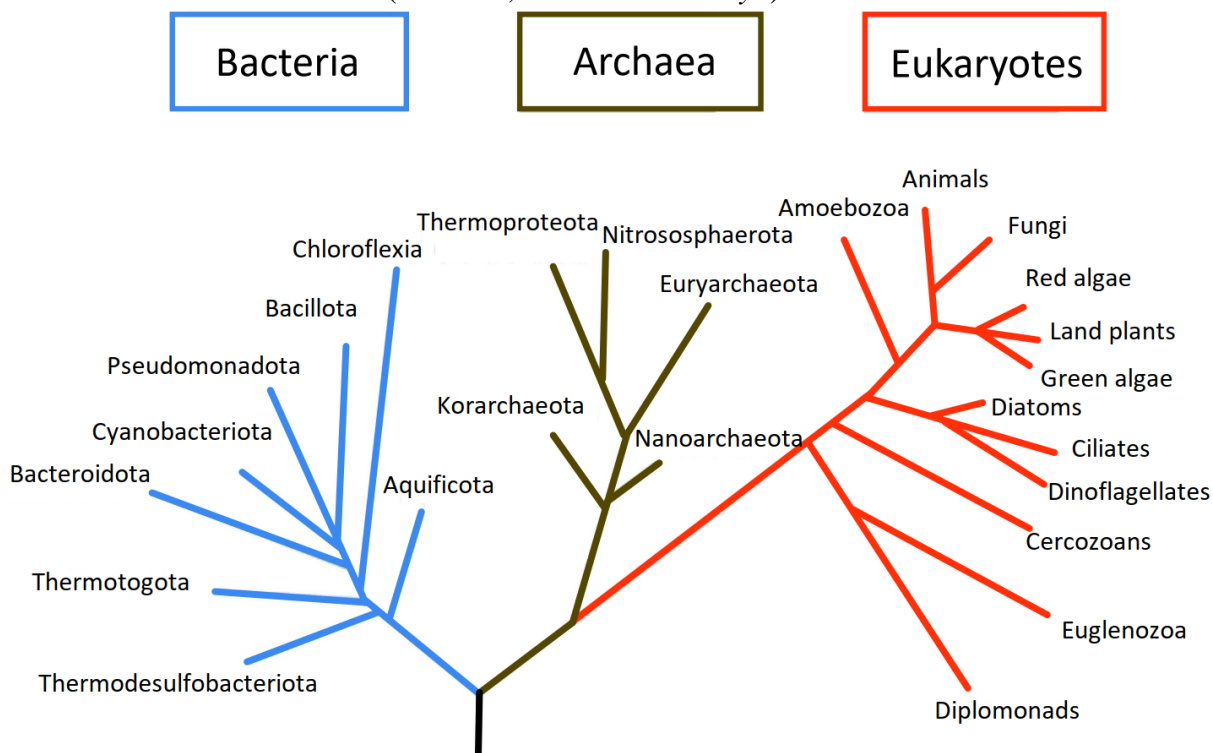 Bacteria
Archaea
Eukaryotes
Animals
Amoebozoa
Thermoproteota
Fungi
Nitrososphaerota
Chloroflexia
Red algae
Euryarchaeota
Bacillota
Land plants
Pseudomonadota
Green algae
Korarchaeota
Diatoms
Cyanobacteriota
Nanoarchaeota
Ciliates
Bacteroidota
Aquificota
Dinoflagellates
Cercozoans
Thermotogota
Euglenozoa
Thermodesulfobacteriota
Diplomonads